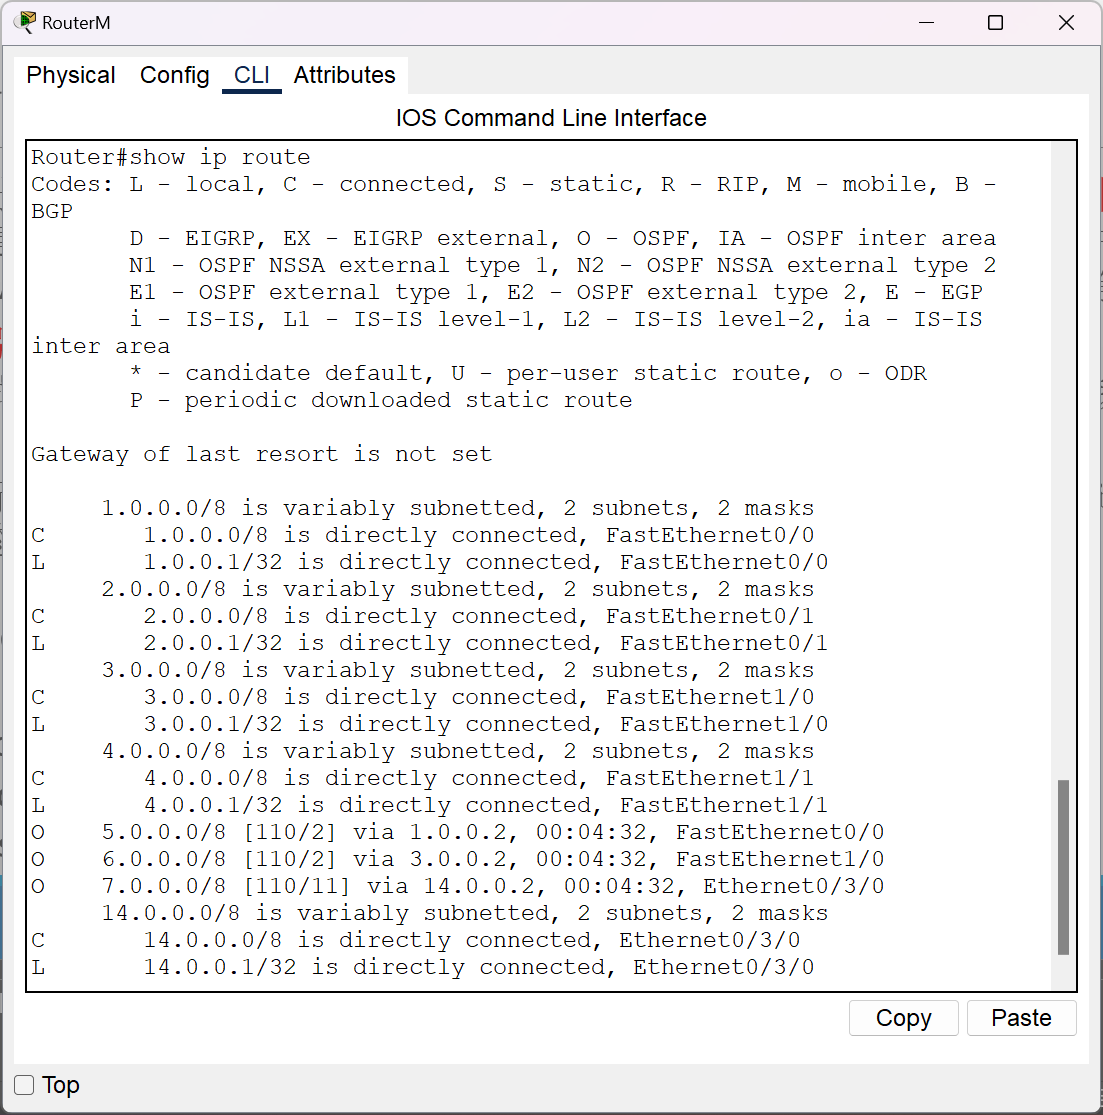 RouterM
Physical Config CLI Attributes
IOS Command Line Interface
Router#show ip route
Codes: L - local, C - connected, S - static, R - RIP, M - mobile, B -
BGP
D - EIGRP, EX - EIGRP external, O - OSPF, IA - OSPF inter area
N1 - OSPF NSSA external type 1, N2 - OSPF NSSA external type 2
E1 - OSPF external type 1, E2 - OSPF external type 2, E - EGP
i - IS-IS, L1 - IS-IS level-1, L2 - IS-IS level-2, ia - IS-IS
inter area
* - candidate default, U - per-user static route, o - ODR
P - periodic downloaded static route
Gateway of last resort is not set
1.0.0.0/8 is variably subnetted, 2 subnets, 2 masks
C 1.0.0.0/8 is directly connected, FastEthernet0/0
L 1.0.0.1/32 is directly connected, FastEthernet0/0
2.0.0.0/8 is variably subnetted, 2 subnets, 2 masks
C 2.0.0.0/8 is directly connected, FastEthernet0/1
L 2.0.0.1/32 is directly connected, FastEthernet0/1
3.0.0.0/8 is variably subnetted, 2 subnets, 2 masks
C 3.0.0.0/8 is directly connected, FastEthernet1/0
L 3.0.0.1/32 is directly connected, FastEthernet1/0
4.0.0.0/8 is variably subnetted, 2 subnets, 2 masks
C 4.0.0.0/8 is directly connected, FastEthernet1/1
L 4.0.0.1/32 is directly connected, FastEthernet1/1
O 5.0.0.0/8 [110/2] via 1.0.0.2, 00:04:32, FastEthernet0/0
O 6.0.0.0/8 [110/2] via 3.0.0.2, 00:04:32, FastEthernet1/0
O 7.0.0.0/8 [110/11] via 14.0.0.2, 00:04:32, Ethernet0/3/0
14.0.0.0/8 is variably subnetted, 2 subnets, 2 masks
C 14.0.0.0/8 is directly connected, Ethernet0/3/0
L 14.0.0.1/32 is directly connected, Ethernet0/3/0
Copy Paste
Top